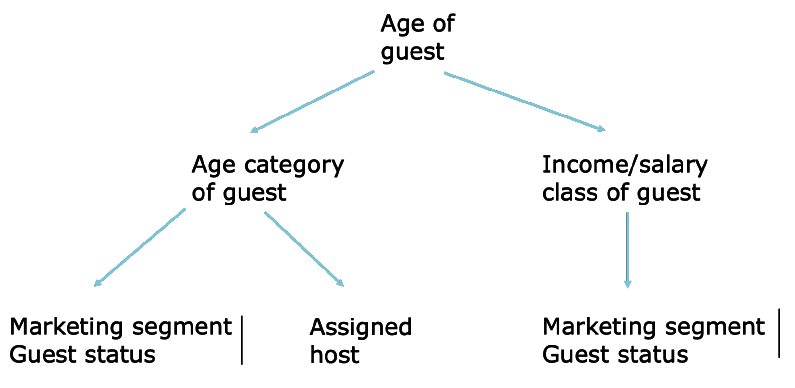 Age of
guest
Age category
of guest
Income/salary
class of guest
Marketing segment
Guest status
Assigned
host
Marketing segment
Guest status